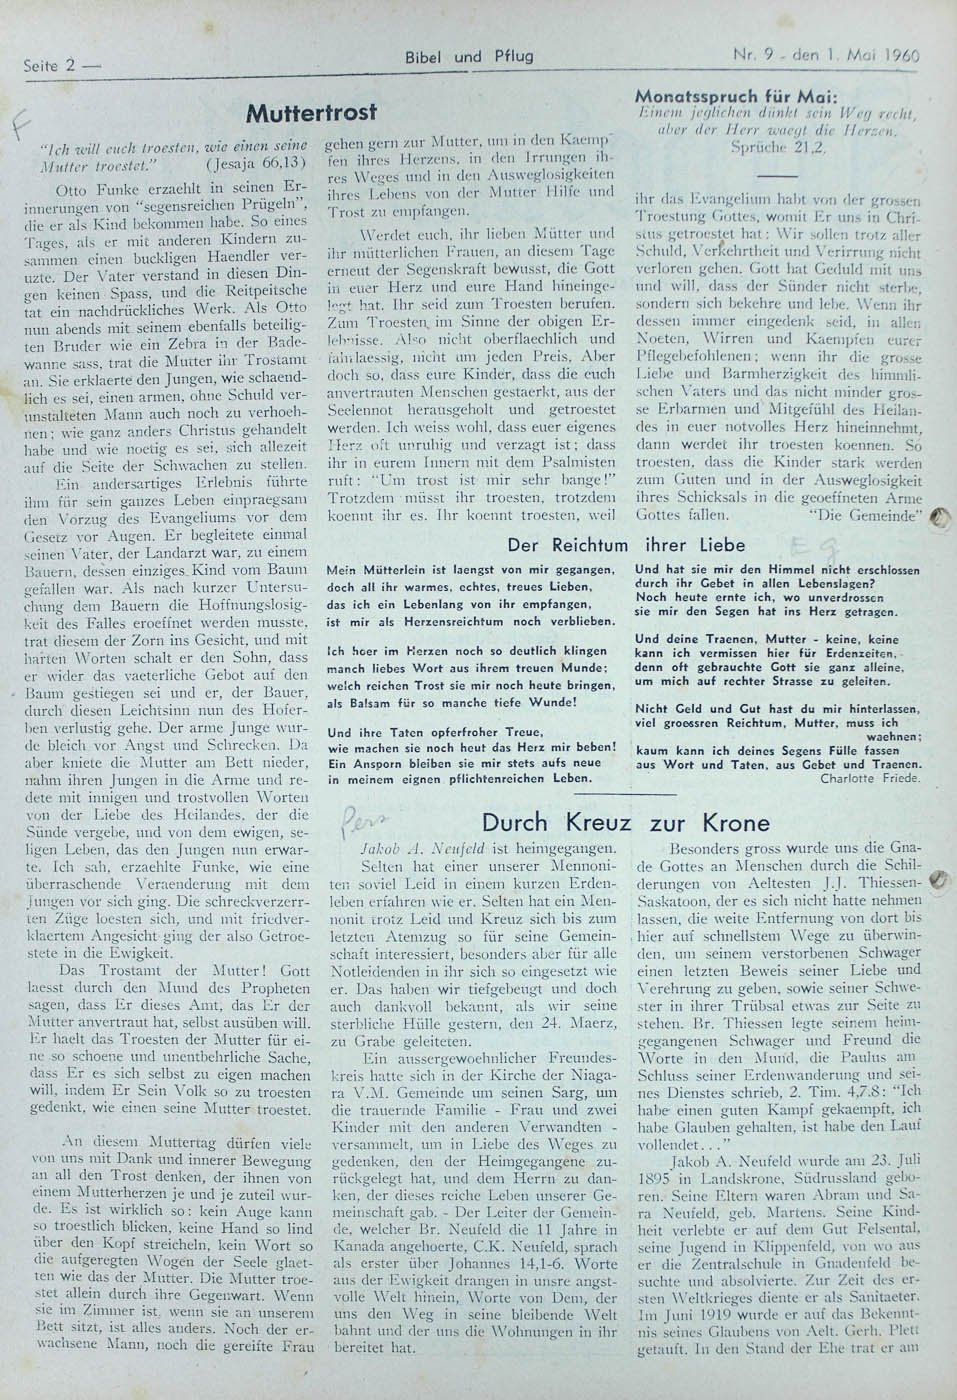 Seite 2 —
Bibel und Pflug
Nr. 9 - den 1. Mai 1960
F
Muttertrost
"Ich will euch troesten, wie einen seine
Mutter troestet." (Jesaja 66,13)
Otto Funke erzaehlt in seinen Er-
innerungen von "segensreichen Prügeln",
die er als Kind bekommen habe. So eines
Tages, als er mit anderen Kindern zu-
sammen einen buckligen Haendler ver-
uzte. Der Vater verstand in diesen Din-
gen keinen Spass, und die Reitpeitsche
tat ein nachdrückliches Werk. Als Otto
nun abends mit seinem ebenfalls beteilig-
ten Bruder wie ein Zebra in der Bade-
wanne sass, trat die Mutter ihr Trostamt
an. Sie erklaerte den Jungen, wie schaend-
lich es sei, einen armen, ohne Schuld ver-
unstalteten Mann auch noch zu verhoeh-
nen; wie ganz anders Christus gehandelt
habe und wie noetig es sei, sich allezeit
auf die Seite der Schwachen zu stellen.
Ein andersartiges Erlebnis führte
ihm für sein ganzes Leben einpraegsam
den Vorzug des Evangeliums vor dem
Gesetz vor Augen. Er begleitete einmal
seinen Vater, der Landarzt war, zu einem
Bauern, dessen einziges Kind vom Baum
gefallen war. Als nach kurzer Untersu-
chung dem Bauern die Hoffnungslosig-
keit des Falles eroeffnet werden musste,
trat diesem der Zorn ins Gesicht, und mit
harten Worten schalt er den Sohn, dass
er wider das vaeterliche Gebot auf den
Baum gestiegen sei und er, der Bauer,
durch diesen Leichtsinn nun des Hofer-
ben verlustig gehe. Der arme Junge wur-
de bleich vor Angst und Schrecken. Da
aber kniete die Mutter am Bett nieder,
nahm ihren Jungen in die Arme und re-
dete mit innigen und trostvollen Worten
von der Liebe des Heilandes, der die
Sünde vergebe, und von dem ewigen, se-
ligen Leben, das den Jungen nun erwar-
te. Ich sah, erzaehlte Funke, wie eine
überraschende Veraenderung mit dem
Jungen vor sich ging. Die schreckverzerr-
ten Züge loesten sich, und mit friedver-
klaertem Angesicht ging der also Getroe-
stete in die Ewigkeit.
Das Trostamt der Mutter! Gott
laesst durch den Mund des Propheten
sagen, dass Er dieses Amt, das Er der
Mutter anvertraut hat, selbst ausüben will.
Er haelt das Troesten der Mutter für ei-
ne so schoene und unentbehrliche Sache,
dass Er es sich selbst zu eigen machen
will, indem Er Sein Volk so zu troesten
gedenkt, wie einen seine Mutter troestet.
An diesem Muttertag dürfen viele
von uns mit Dank und innerer Bewegung
an all den Trost denken, der ihnen von
einem Mutterherzen je und je zuteil wur-
de. Es ist wirklich so: kein Auge kann
so troestlich blicken, keine Hand so lind
über den Kopf streicheln, kein Wort so
die aufgeregten Wogen der Seele glaet-
ten wie das der Mutter. Die Mutter troe-
stet allein durch ihre Gegenwart. Wenn
sie im Zimmer ist, wenn sie an unserem
Bett sitzt, ist alles anders. Noch der er-
wachsene Mann, noch die gereifte Frau
gehen gern zur Mutter, um in den Kaemp
fen ihres Herzens, in den Irrungen ih-
res Weges und in den Ausweglosigkeiten
ihres Lebens von der Mutter Hilfe und
Trost zu empfangen.
Werdet euch, ihr lieben Mütter und
ihr mütterlichen Frauen, an diesem Tage
erneut der Segenskraft bewusst, die Gott
in euer Herz und eure Hand hineinge-
legt hat. Ihr seid zum Troesten berufen.
Zum Troesten im Sinne der obigen Er-
lebnisse. Also nicht oberflaechlich und
fahrlaessig, nicht um jeden Preis, Aber
doch so, dass eure Kinder, dass die euch
anvertrauten Menschen gestaerkt, aus der
Seelennot herausgeholt und getroestet
werden. Ich weiss wohl, dass euer eigenes
Herz oft unruhig und verzagt ist; dass
ihr in eurem Innern mit dem Psalmisten
ruft: "Um trost ist mir sehr bange!"
Trotzdem müsst ihr troesten, trotzdem
koennt ihr es. Ihr koennt troesten, weil
Monatsspruch für Mai:
Einem jeglichen dünkt sein Weg recht,
aber der Herr waegt die Herzen.
Sprüche 21,2.
ihr das Evangelium habt von der grossen
Troestung Gottes, womit Er uns in Chri-
stus getroestet hat: Wir sollen trotz aller
Schuld, Verkehrtheit und Verirrung nicht
verloren gehen. Gott hat Geduld mit uns
und will, dass der Sünder nicht sterbe,
sondern sich bekehre und lebe. Wenn ihr
dessen immer eingedenk seid, in allen
Noeten, Wirren und Kaempfen eurer
Pflegebefohlenen; wenn ihr die grosse
Liebe und Barmherzigkeit des himmli-
schen Vaters und das nicht minder gros-
se Erbarmen und Mitgefühl des Heilan-
des in euer notvolles Herz hineinnehmt,
dann werdet ihr troesten koennen. So
troesten, dass die Kinder stark werden
zum Guten und in der Ausweglosigkeit
ihres Schicksals in die geoeffneten Arme
Gottes fallen. "Die Gemeinde"
Der Reichtum ihrer Liebe
Mein Mütterlein ist laengst von mir gegangen,
doch all ihr warmes, echtes, treues Lieben,
das ich ein Lebenlang von ihr empfangen,
ist mir als Herzensreichtum noch verblieben.
Ich hoer im Herzen noch so deutlich klingen
manch liebes Wort aus ihrem treuen Munde;
welch reichen Trost sie mir noch heute bringen,
als Balsam für so manche tiefe Wunde!
Und ihre Taten opferfroher Treue,
wie machen sie noch heut das Herz mir beben!
Ein Ansporn bleiben sie mir stets aufs neue
in meinem eignen pflichtenreichen Leben.
Und hat sie mir den Himmel nicht erschlossen
durch ihr Gebet in allen Lebenslagen?
Noch heute ernte ich, wo unverdrossen
sie mir den Segen hat ins Herz getragen.
Und deine Traenen, Mutter - keine, keine
kann ich vermissen hier für Erdenzeiten,
denn oft gebrauchte Gott sie ganz alleine,
um mich auf rechter Strasse zu geleiten.
Nicht Geld und Gut hast du mir hinterlassen,
viel groessren Reichtum, Mutter, muss ich
waehnen;
kaum kann ich deines Segens Fülle fassen
aus Wort und Taten, aus Gebet und Traenen.
Charlotte Friede.
Pers
Durch Kreuz zur Krone
Jakob A. Neufeld ist heimgegangen.
Selten hat einer unserer Mennoni-
ten soviel Leid in einem kurzen Erden-
leben erfahren wie er. Selten hat ein Men-
nonit trotz Leid und Kreuz sich bis zum
letzten Atemzug so für seine Gemein-
schaft interessiert, besonders aber für alle
Notleidenden in ihr sich so eingesetzt wie
er. Das haben wir tiefgebeugt und doch
auch dankvoll bekannt, als wir seine
sterbliche Hülle gestern, den 24. Maerz,
zu Grabe geleiteten.
Ein aussergewoehnlicher Freundes-
kreis hatte sich in der Kirche der Niaga-
ra V.M. Gemeinde um seinen Sarg, um
die trauernde Familie - Frau und zwei
Kinder mit den anderen Verwandten -
versammelt, um in Liebe des Weges zu
gedenken, den der Heimgegangene zu-
rückgelegt hat, und dem Herrn zu dan-
ken, der dieses reiche Leben unserer Ge-
meinschaft gab. - Der Leiter der Gemein-
de, welcher Br. Neufeld die 11 Jahre in
Kanada angehoerte, C.K. Neufeld, sprach
als erster über Johannes 14,1-6. Worte
aus der Ewigkeit drangen in unsre angst-
volle Welt hinein, Worte von Dem, der
uns den Weg in seine bleibende Welt
bahnt und der uns die Wohnungen in ihr
bereitet hat.
Besonders gross wurde uns die Gna-
de Gottes an Menschen durch die Schil-
derungen von Aeltesten J.J. Thiessen-
Saskatoon, der es sich nicht hatte nehmen
lassen, die weite Entfernung von dort bis
hier auf schnellstem Wege zu überwin-
den, um seinem verstorbenen Schwager
einen letzten Beweis seiner Liebe und
Verehrung zu geben, sowie seiner Schwe-
ster in ihrer Trübsal etwas zur Seite zu
stehen. Br. Thiessen legte seinem heim-
gegangenen Schwager und Freund die
Worte in den Mund, die Paulus am
Schluss seiner Erdenwanderung und sei-
nes Dienstes schrieb, 2. Tim. 4,7.8: "Ich
habe einen guten Kampf gekaempft, ich
habe Glauben gehalten, ist habe den Lauf
vollendet. . ."
Jakob A. Neufeld wurde am 23. Juli
1895 in Landskrone, Südrussland gebo-
ren. Seine Eltern waren Abram und Sa-
ra Neufeld, geb. Martens. Seine Kind-
heit verlebte er auf dem Gut Felsental,
seine Jugend in Klippenfeld, von wo aus
er die Zentralschule in Gnadenfeld be-
suchte und absolvierte. Zur Zeit des er-
sten Weltkrieges diente er als Sanitaeter.
Im Juni 1919 wurde er auf das Bekennt-
nis seines Glaubens von Aelt. Gerh. Plett
getauft. In den Stand der Ehe trat er am